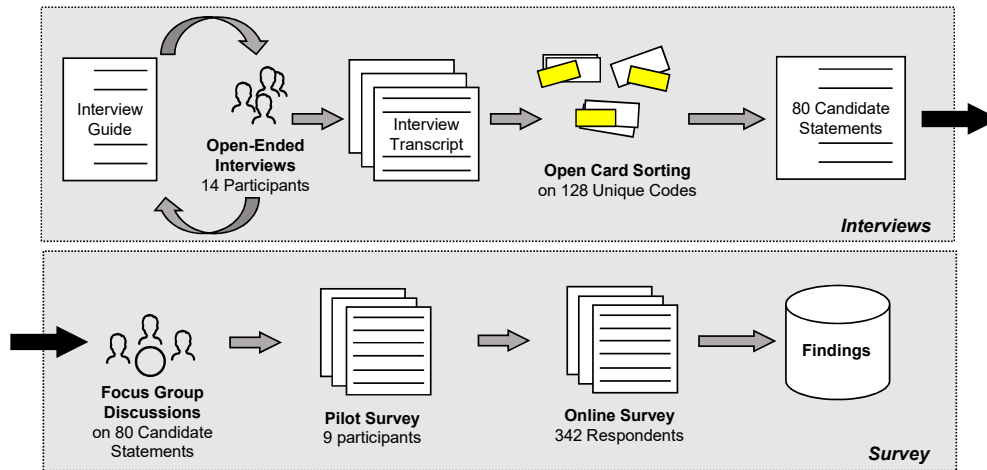 Interview
Guide
Open-Ended
Interviews
14 Participants
Interview
Transcript
Open Card Sorting
on 128 Unique Codes
80 Candidate
Statements
Interviews
Focus Group
Discussions
on 80 Candidate
Statements
Pilot Survey
9 participants
Online Survey
342 Respondents
Findings
Survey